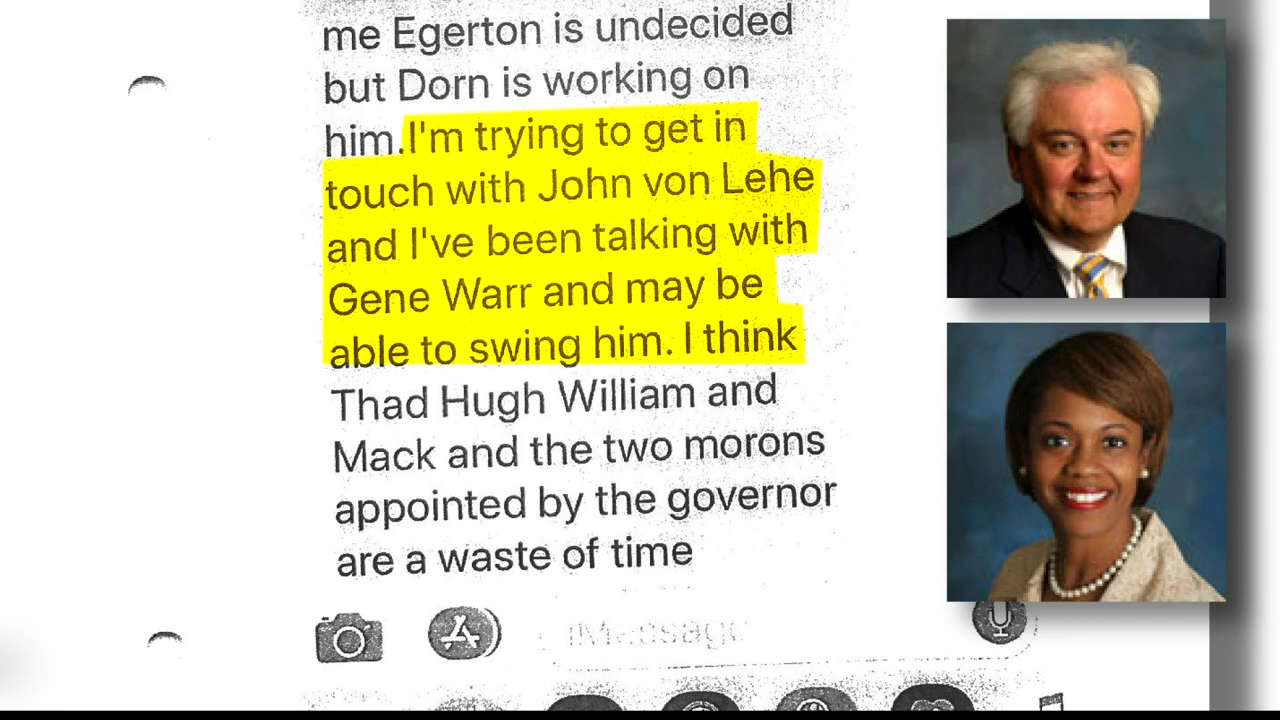 me Egerton is undecided
but Dorn is working on
him.I'm trying to get in
touch with John von Lehe
and I've been talking with
Gene Warr and may be
able to swing him. I think
Thad Hugh William and
Mack and the two morons
appointed by the governor
are a waste of time
iMessage